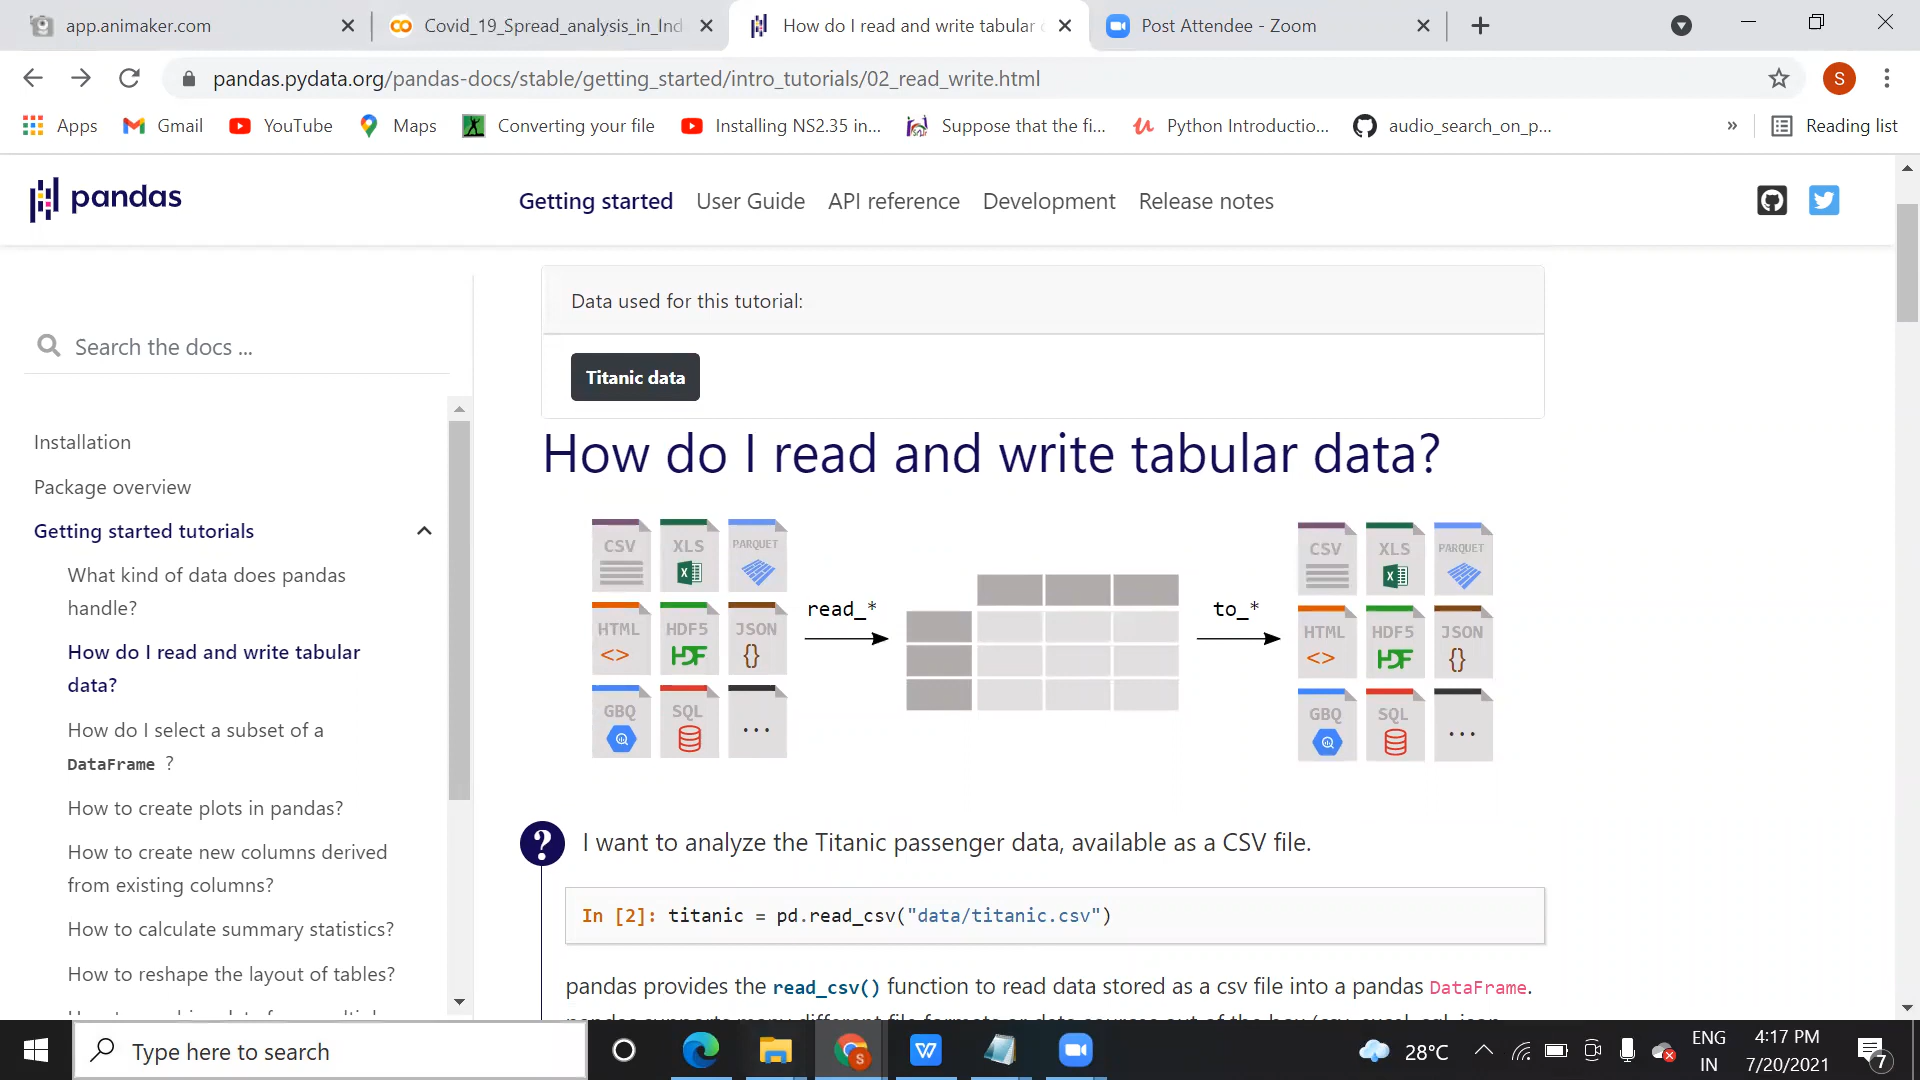 app.animaker.com
Covid_19_Spread_analysis_in_Ind
How do I read and write tabular
Post Attendee - Zoom
pandas.pydata.org/pandas-docs/stable/getting_started/intro_tutorials/02_read_write.html
S
Apps
Gmail
YouTube
Maps
Converting your file
Installing NS2.35 in...
Suppose that the fi...
Python Introductio...
audio_search_on_p...
»
Reading list
pandas
Getting started
User Guide
API reference
Development
Release notes
Data used for this tutorial:
Titanic data
Search the docs ...
Installation
Package overview
Getting started tutorials
What kind of data does pandas
handle?
How do I read and write tabular
data?
How do I select a subset of a
DataFrame ?
How to create plots in pandas?
How to create new columns derived
from existing columns?
How to calculate summary statistics?
How to reshape the layout of tables?
How do I read and write tabular data?
CSV XLS PARQUET
HTML HDF5 JSON
<> HDF {}
GBQ SQL ...
read_*
to_*
CSV XLS PARQUET
HTML HDF5 JSON
<> HDF {}
GBQ SQL ...
? I want to analyze the Titanic passenger data, available as a CSV file.
In [2]: titanic = pd.read_csv("data/titanic.csv")
pandas provides the read_csv() function to read data stored as a csv file into a pandas DataFrame.
Type here to search
S
W
28°C
ENG
IN
4:17 PM
7/20/2021
7